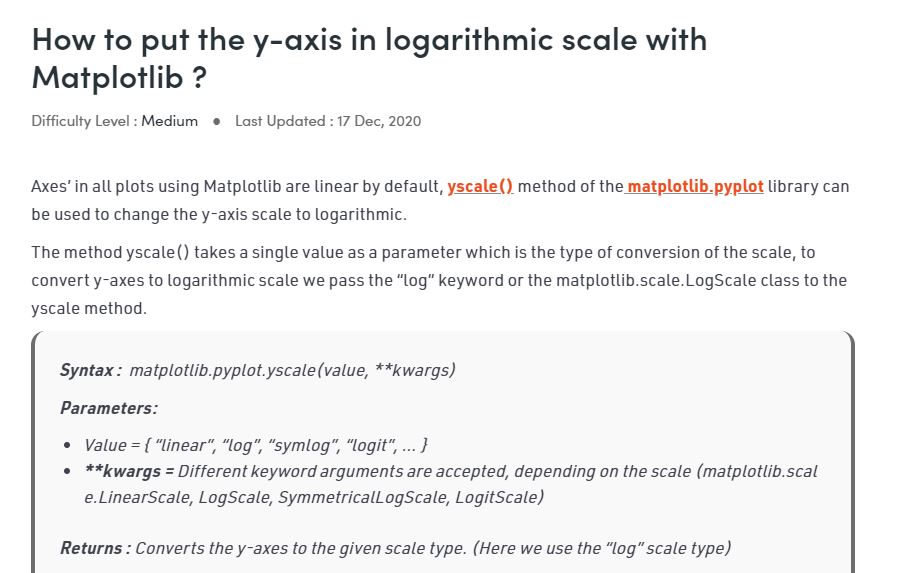 How to put the y-axis in logarithmic scale with
Matplotlib ?
Difficulty Level : Medium ● Last Updated : 17 Dec, 2020
Axes’ in all plots using Matplotlib are linear by default, yscale() method of the matplotlib.pyplot library can
be used to change the y-axis scale to logarithmic.
The method yscale() takes a single value as a parameter which is the type of conversion of the scale, to
convert y-axes to logarithmic scale we pass the “log” keyword or the matplotlib.scale.LogScale class to the
yscale method.
Syntax : matplotlib.pyplot.yscale(value, **kwargs)
Parameters:
• Value = { “linear”, “log”, “symlog”, “logit”, … }
• **kwargs = Different keyword arguments are accepted, depending on the scale (matplotlib.scal
e.LinearScale, LogScale, SymmetricalLogScale, LogitScale)
Returns : Converts the y-axes to the given scale type. (Here we use the “log” scale type)